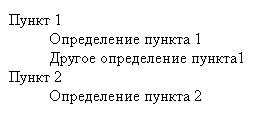 Пункт 1
Определение пункта 1
Другое определение пункта1
Пункт 2
Определение пункта 2